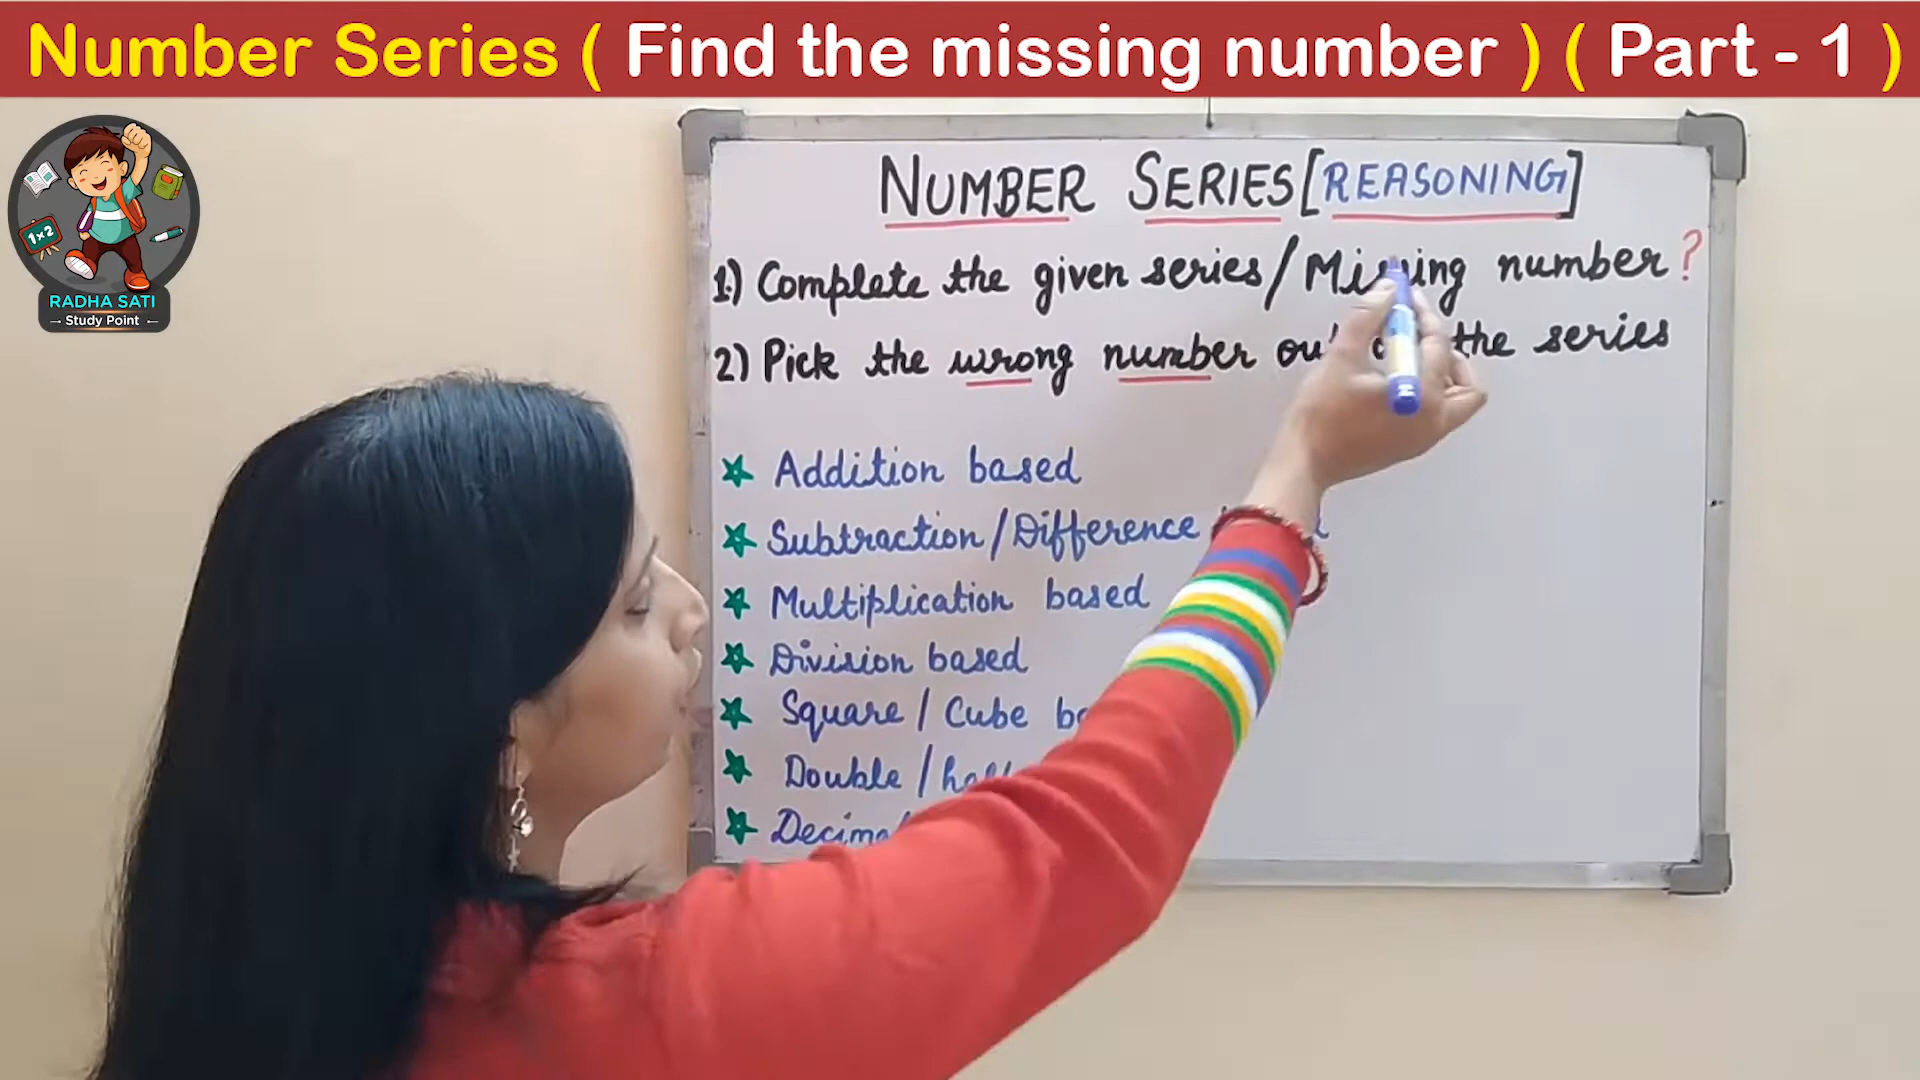 Number Series ( Find the missing number ) ( Part - 1 )
1x2
RADHA SATI
Study Point
NUMBER SERIES [REASONING]
1) Complete the given series / Missing number ?
2) Pick the wrong number the series
Addition based
Subtraction / Difference
Multiplication based
Division based
Square / Cube
Double /